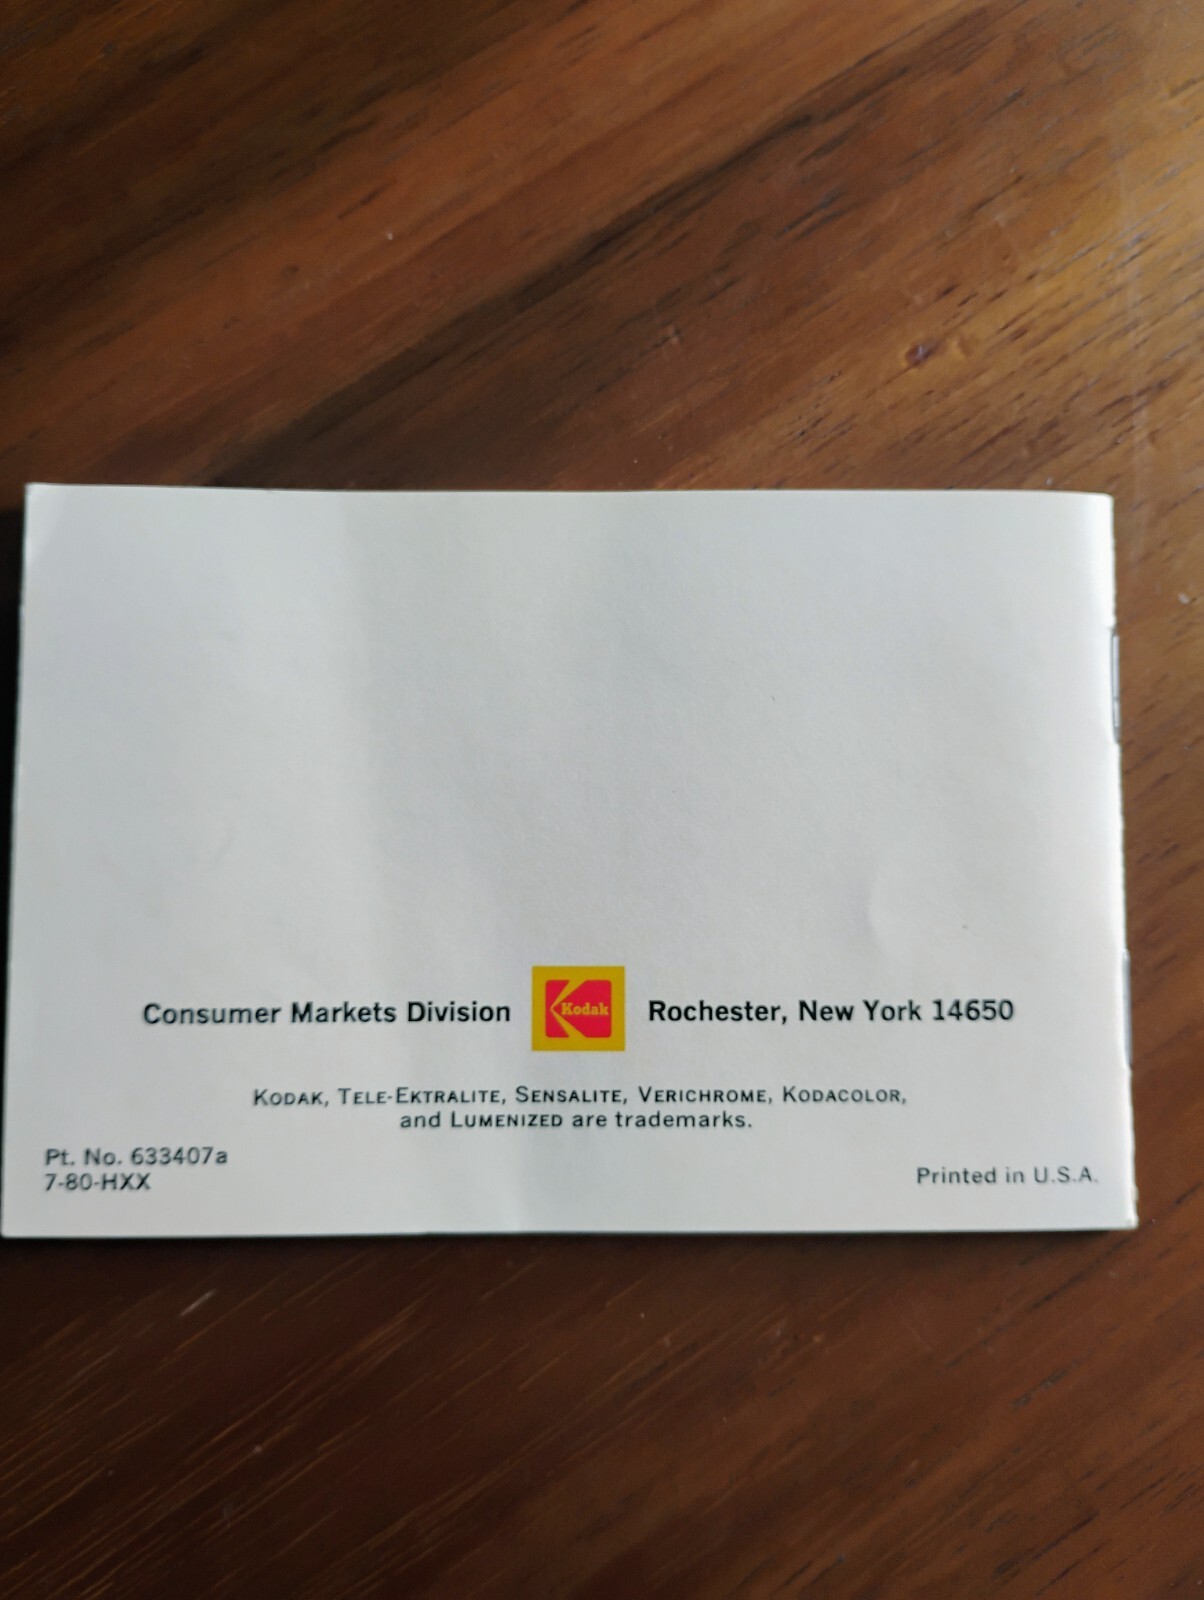 Consumer Markets Division Kodak Rochester, New York 14650
KODAK, TELE-EKTRALITE, SENSALITE, VERICHROME, KODACOLOR,
and LUMENIZED are trademarks.
Pt. No. 633407a
7-80-HXX
Printed in U.S.A.